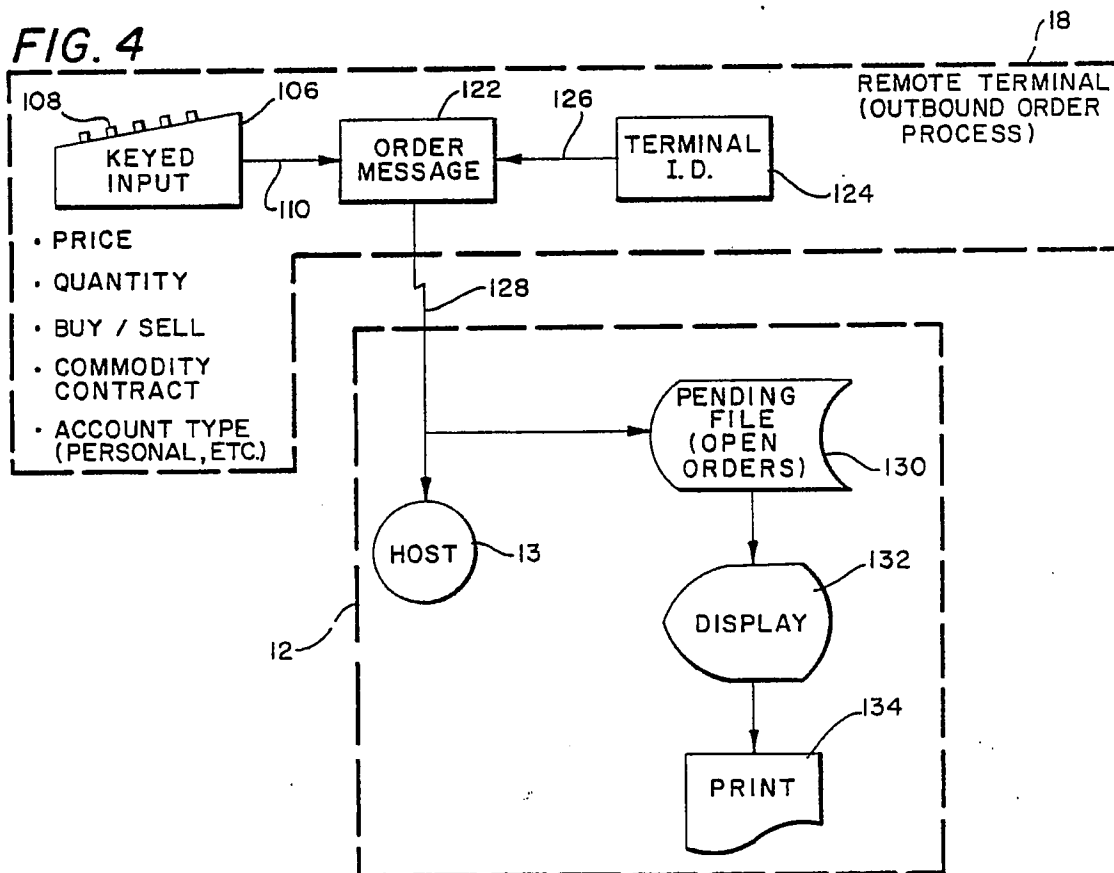 FIG. 4
18
REMOTE TERMINAL
(OUTBOUND ORDER
PROCESS)
108
106
122
126
KEYED
INPUT
110
ORDER
MESSAGE
TERMINAL
I.D.
124
• PRICE
• QUANTITY
• BUY / SELL
• COMMODITY
CONTRACT
• ACCOUNT TYPE
(PERSONAL, ETC.)
128
PENDING
FILE
(OPEN
ORDERS)
130
HOST
13
132
DISPLAY
12
134
PRINT